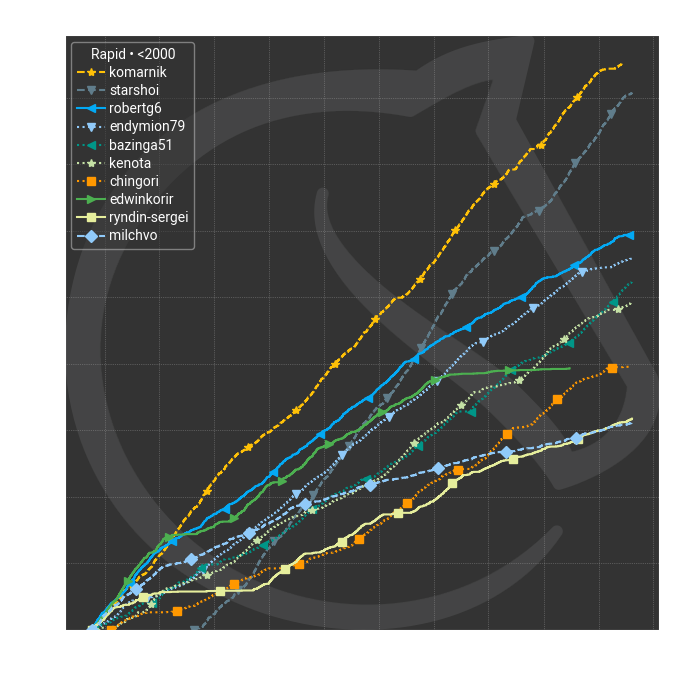 Rapid • <2000
komarnik
starshoi
robertg6
endymion79
bazinga51
kenota
chingori
edwinkorir
ryndin-sergei
milchvo